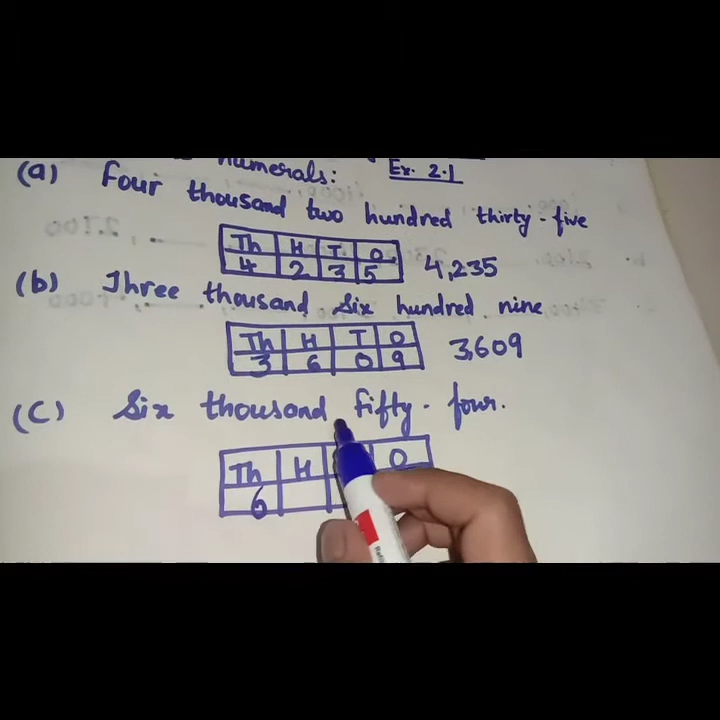 numerals: Ex. 2.1
(a) Four thousand two hundred thirty-five
Th H T O
4 2 3 5 4,235
(b) Three thousand six hundred nine
Th H T O
3 6 0 9 3,609
(C) Six thousand fifty-four.
Th H O
6